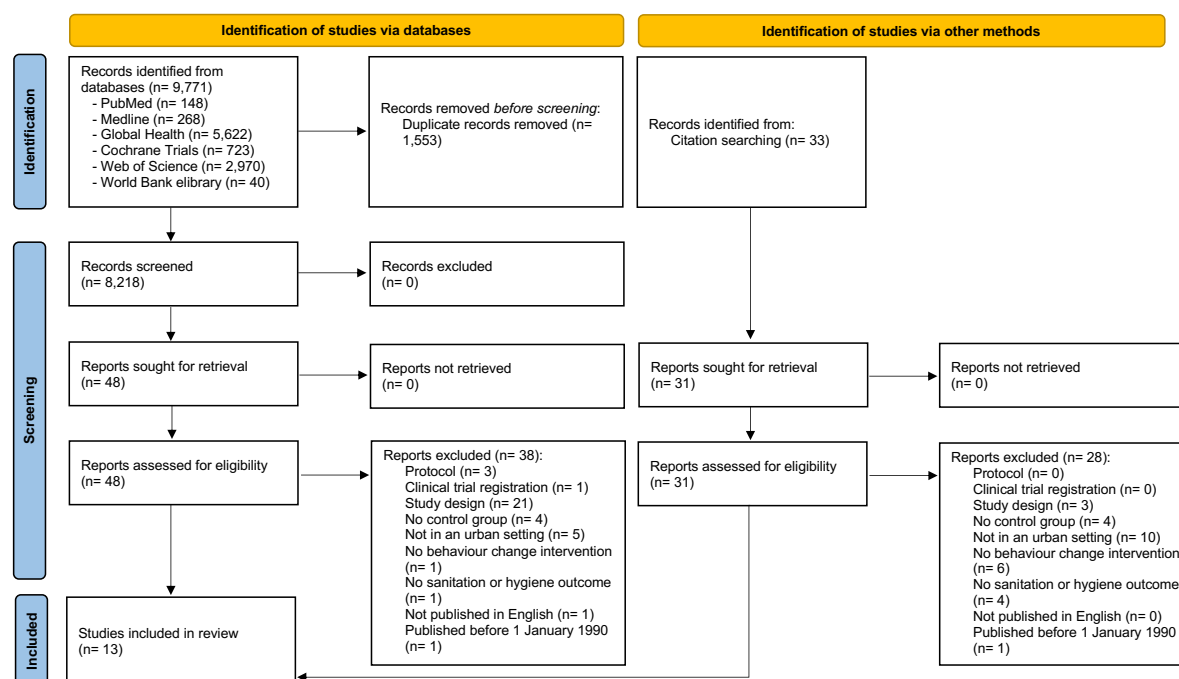 Identification of studies via databases
Identification of studies via other methods
Identification
Records identified from
databases (n= 9,771)
- PubMed (n= 148)
- Medline (n= 268)
- Global Health (n= 5,622)
- Cochrane Trials (n= 723)
- Web of Science (n= 2,970)
- World Bank elibrary (n= 40)
Records removed before screening:
Duplicate records removed (n=
1,553)
Records identified from:
Citation searching (n= 33)
Screening
Records screened
(n= 8,218)
Records excluded
(n= 0)
Reports sought for retrieval
(n= 48)
Reports not retrieved
(n= 0)
Reports sought for retrieval
(n= 31)
Reports not retrieved
(n= 0)
Reports assessed for eligibility
(n= 48)
Reports excluded (n= 38):
Protocol (n= 3)
Clinical trial registration (n= 1)
Study design (n= 21)
No control group (n= 4)
Not in an urban setting (n= 5)
No behaviour change intervention
(n= 1)
No sanitation or hygiene outcome
(n= 1)
Not published in English (n= 1)
Published before 1 January 1990
(n= 1)
Reports assessed for eligibility
(n= 31)
Reports excluded (n= 28):
Protocol (n= 0)
Clinical trial registration (n= 0)
Study design (n= 3)
No control group (n= 4)
Not in an urban setting (n= 10)
No behaviour change intervention
(n= 6)
No sanitation or hygiene outcome
(n= 4)
Not published in English (n= 0)
Published before 1 January 1990
(n= 1)
Included
Studies included in review
(n= 13)